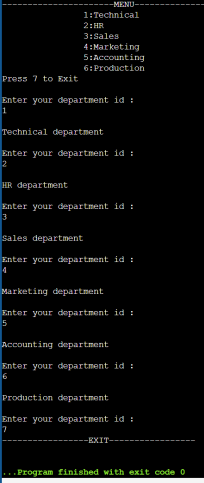 -----------------------MENU-----------------------
1:Technical
2:HR
3:Sales
4:Marketing
5:Accounting
6:Production
Press 7 to Exit
Enter your department id :
1
Technical department
Enter your department id :
2
HR department
Enter your department id :
3
Sales department
Enter your department id :
4
Marketing department
Enter your department id :
5
Accounting department
Enter your department id :
6
Production department
Enter your department id :
7
------------------EXIT------------------
...Program finished with exit code 0